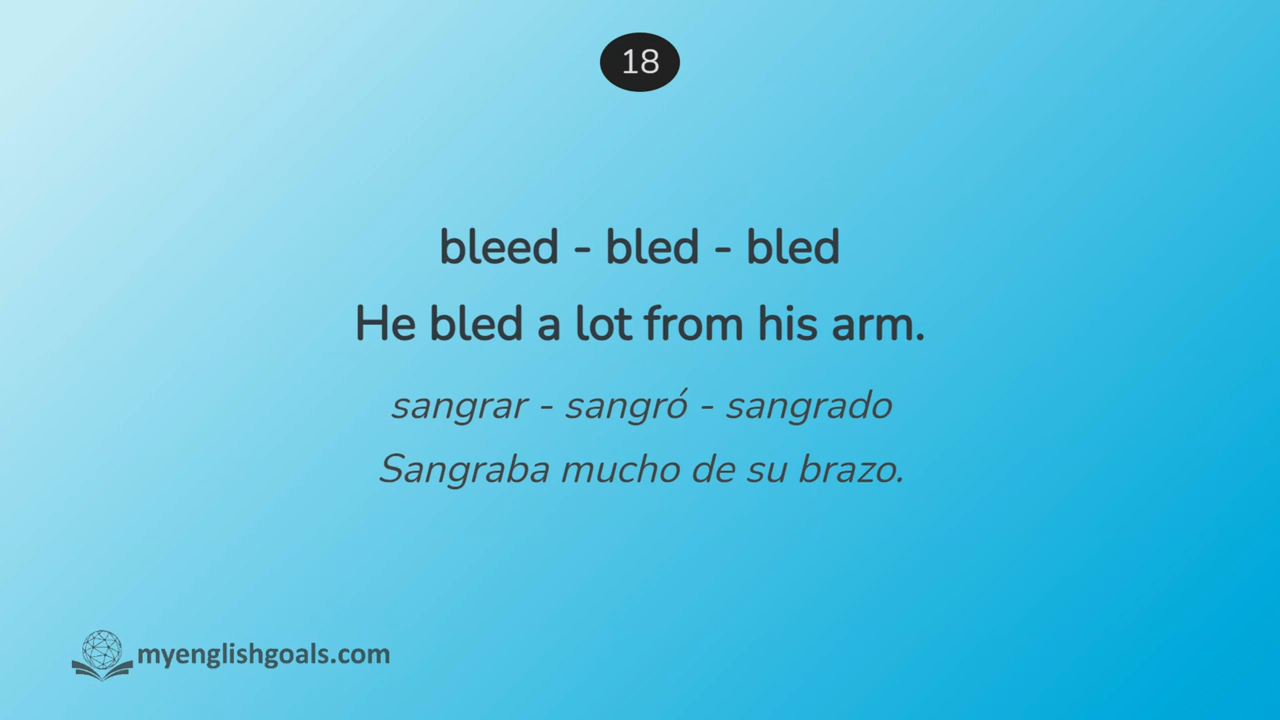 18
bleed - bled - bled
He bled a lot from his arm.
sangrar - sangró - sangrado
Sangraba mucho de su brazo.
myenglishgoals.com